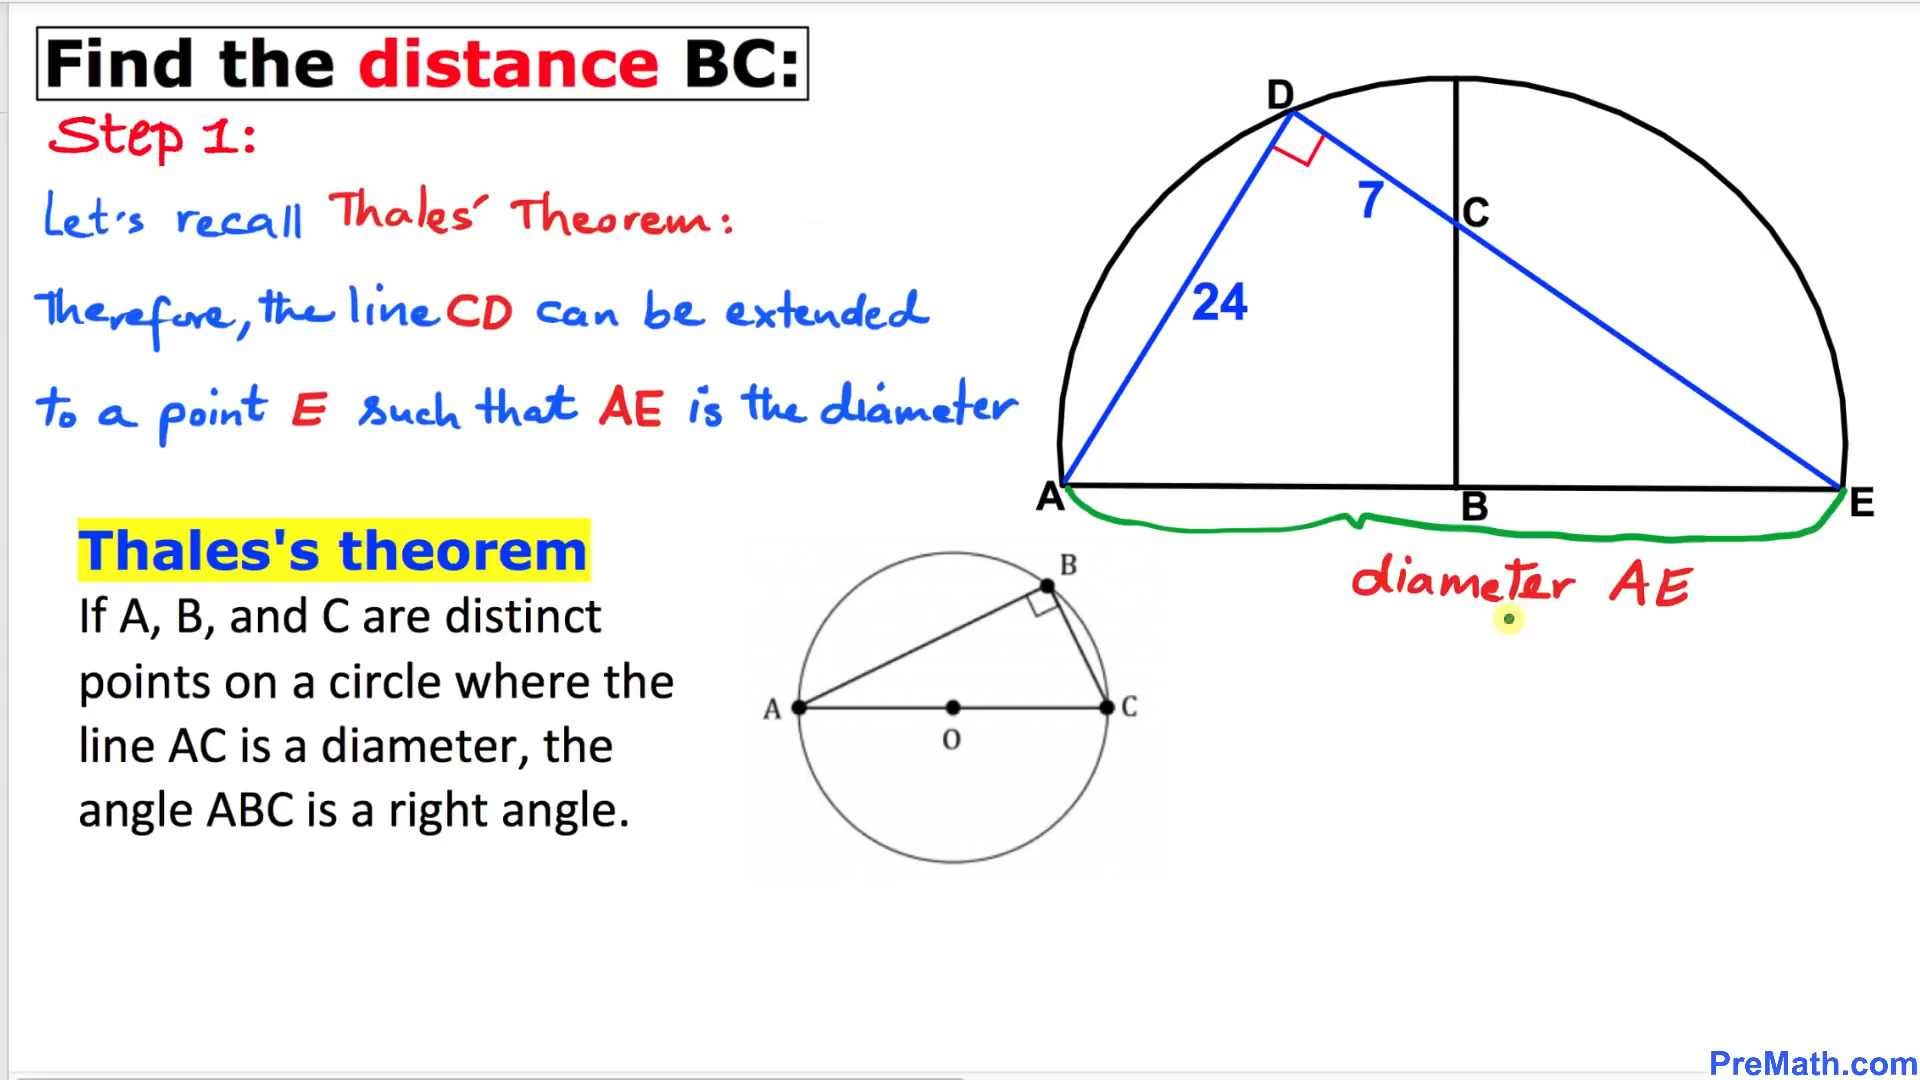 Find the distance BC:
Step 1:
Let's recall Thales' Theorem:
Therefore, the line CD can be extended
to a point E such that AE is the diameter
Thales's theorem
If A, B, and C are distinct
points on a circle where the
line AC is a diameter, the
angle ABC is a right angle.
B
A
C
O
D
7
C
24
A
B
E
diameter AE
PreMath.com